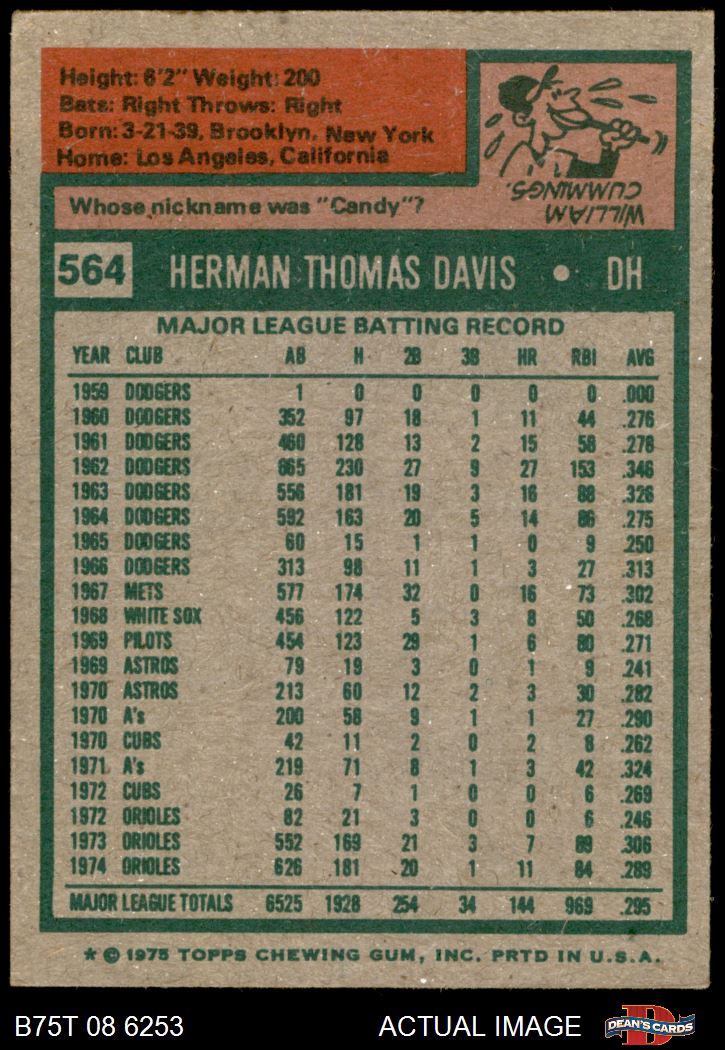 Height: 6'2" Weight: 200
Bats: Right Throws: Right
Born: 3-21-39, Brooklyn, New York
Home: Los Angeles, California
Whose nickname was "Candy"?
WILLIAM
CUMMINGS.
564 HERMAN THOMAS DAVIS • DH
MAJOR LEAGUE BATTING RECORD
YEAR CLUB AB H 2B 3B HR RBI AVG
1959 DODGERS 1 0 0 0 0 0 .000
1960 DODGERS 352 97 18 1 11 44 .276
1961 DODGERS 460 128 13 2 15 58 .278
1962 DODGERS 665 230 27 9 27 153 .346
1963 DODGERS 556 181 19 3 16 88 .326
1964 DODGERS 592 163 20 5 14 86 .275
1965 DODGERS 60 15 1 1 0 9 .250
1966 DODGERS 313 98 11 1 3 27 .313
1967 METS 577 174 32 0 16 73 .302
1968 WHITE SOX 456 122 5 3 8 50 .268
1969 PILOTS 454 123 29 1 6 80 .271
1969 ASTROS 79 19 3 0 1 9 .241
1970 ASTROS 213 60 12 2 3 30 .282
1970 A's 200 58 9 1 1 27 .290
1970 CUBS 42 11 2 0 2 8 .262
1971 A's 219 71 8 1 3 42 .324
1972 CUBS 26 7 1 0 0 6 .269
1972 ORIOLES 82 21 3 0 0 6 .246
1973 ORIOLES 552 169 21 3 7 89 .306
1974 ORIOLES 626 181 20 1 11 84 .289
MAJOR LEAGUE TOTALS 6525 1928 254 34 144 969 .295
* © 1975 TOPPS CHEWING GUM, INC. PRTD IN U.S.A.
B75T 08 6253 ACTUAL IMAGE
DEAN'S CARDS